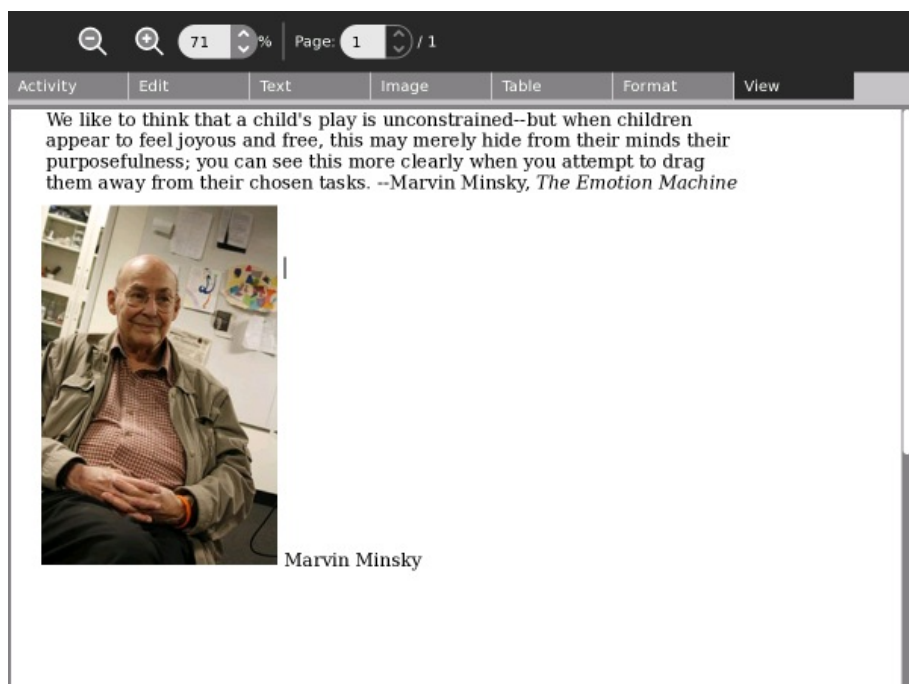 71 % Page: 1 / 1
Activity Edit Text Image Table Format View
We like to think that a child's play is unconstrained--but when children
appear to feel joyous and free, this may merely hide from their minds their
purposefulness; you can see this more clearly when you attempt to drag
them away from their chosen tasks. --Marvin Minsky, The Emotion Machine
Marvin Minsky